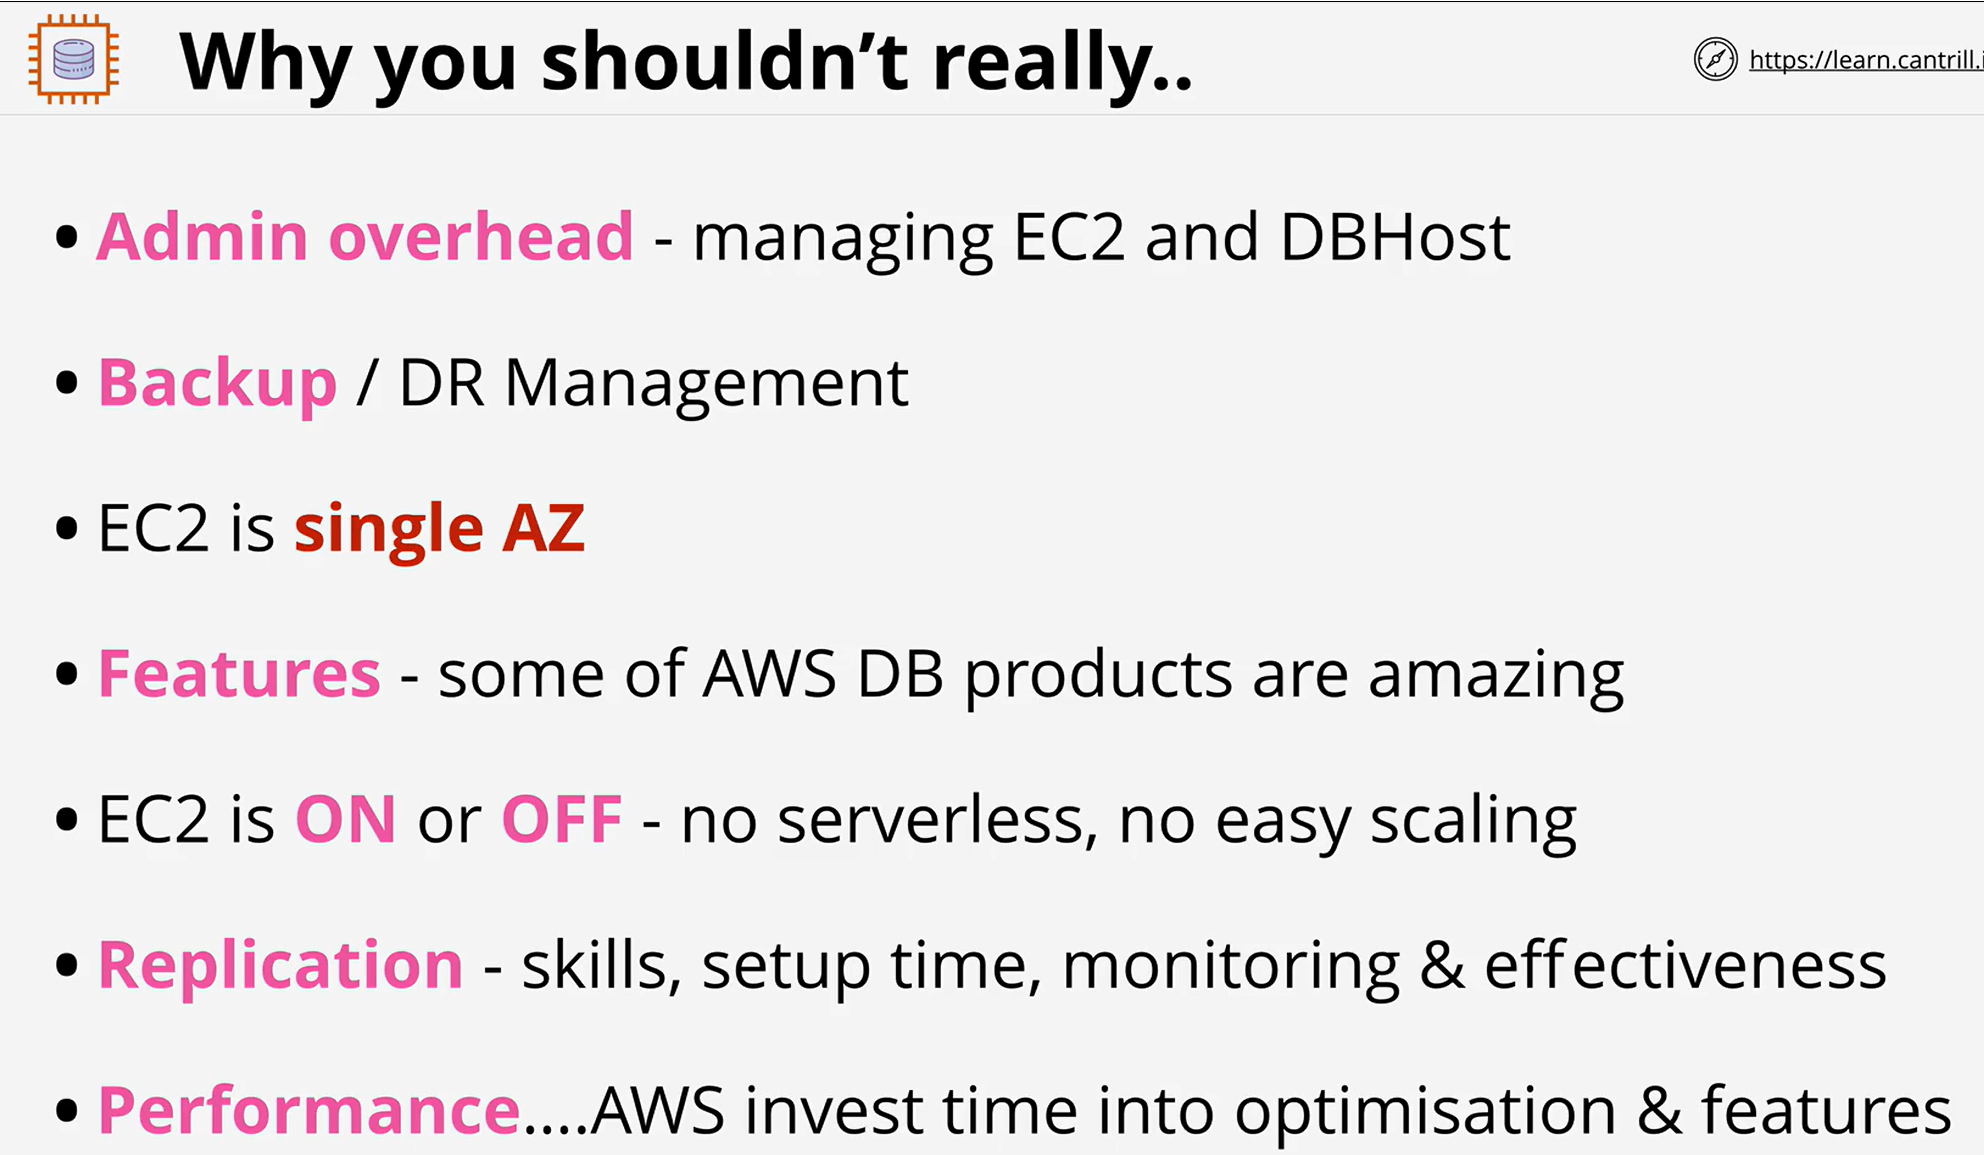 Why you shouldn't really..
https://learn.cantrill.i
• Admin overhead - managing EC2 and DBHost
• Backup / DR Management
• EC2 is single AZ
• Features - some of AWS DB products are amazing
• EC2 is ON or OFF - no serverless, no easy scaling
• Replication - skills, setup time, monitoring & effectiveness
• Performance....AWS invest time into optimisation & features